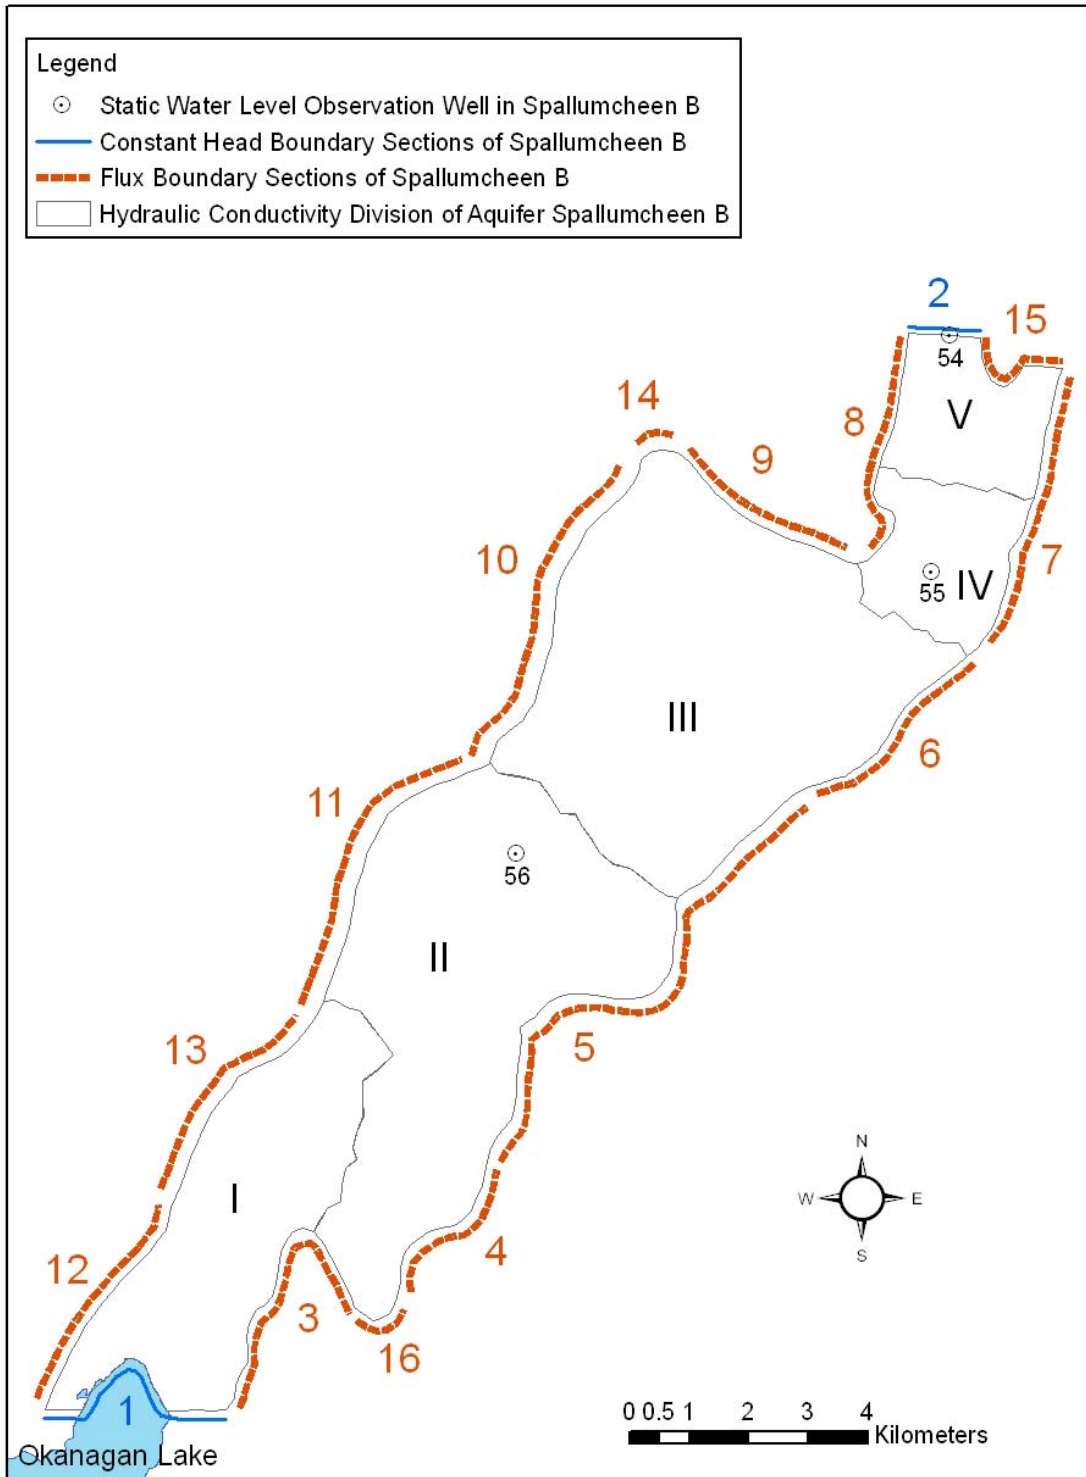 Legend
Static Water Level Observation Well in Spallumcheen B
Constant Head Boundary Sections of Spallumcheen B
Flux Boundary Sections of Spallumcheen B
Hydraulic Conductivity Division of Aquifer Spallumcheen B
2
15
54
14
V
8
9
10
55
IV
7
III
6
11
56
II
5
13
N
W
E
S
I
4
12
3
16
1
0 0.5 1 2 3 4
Kilometers
Okanagan Lake